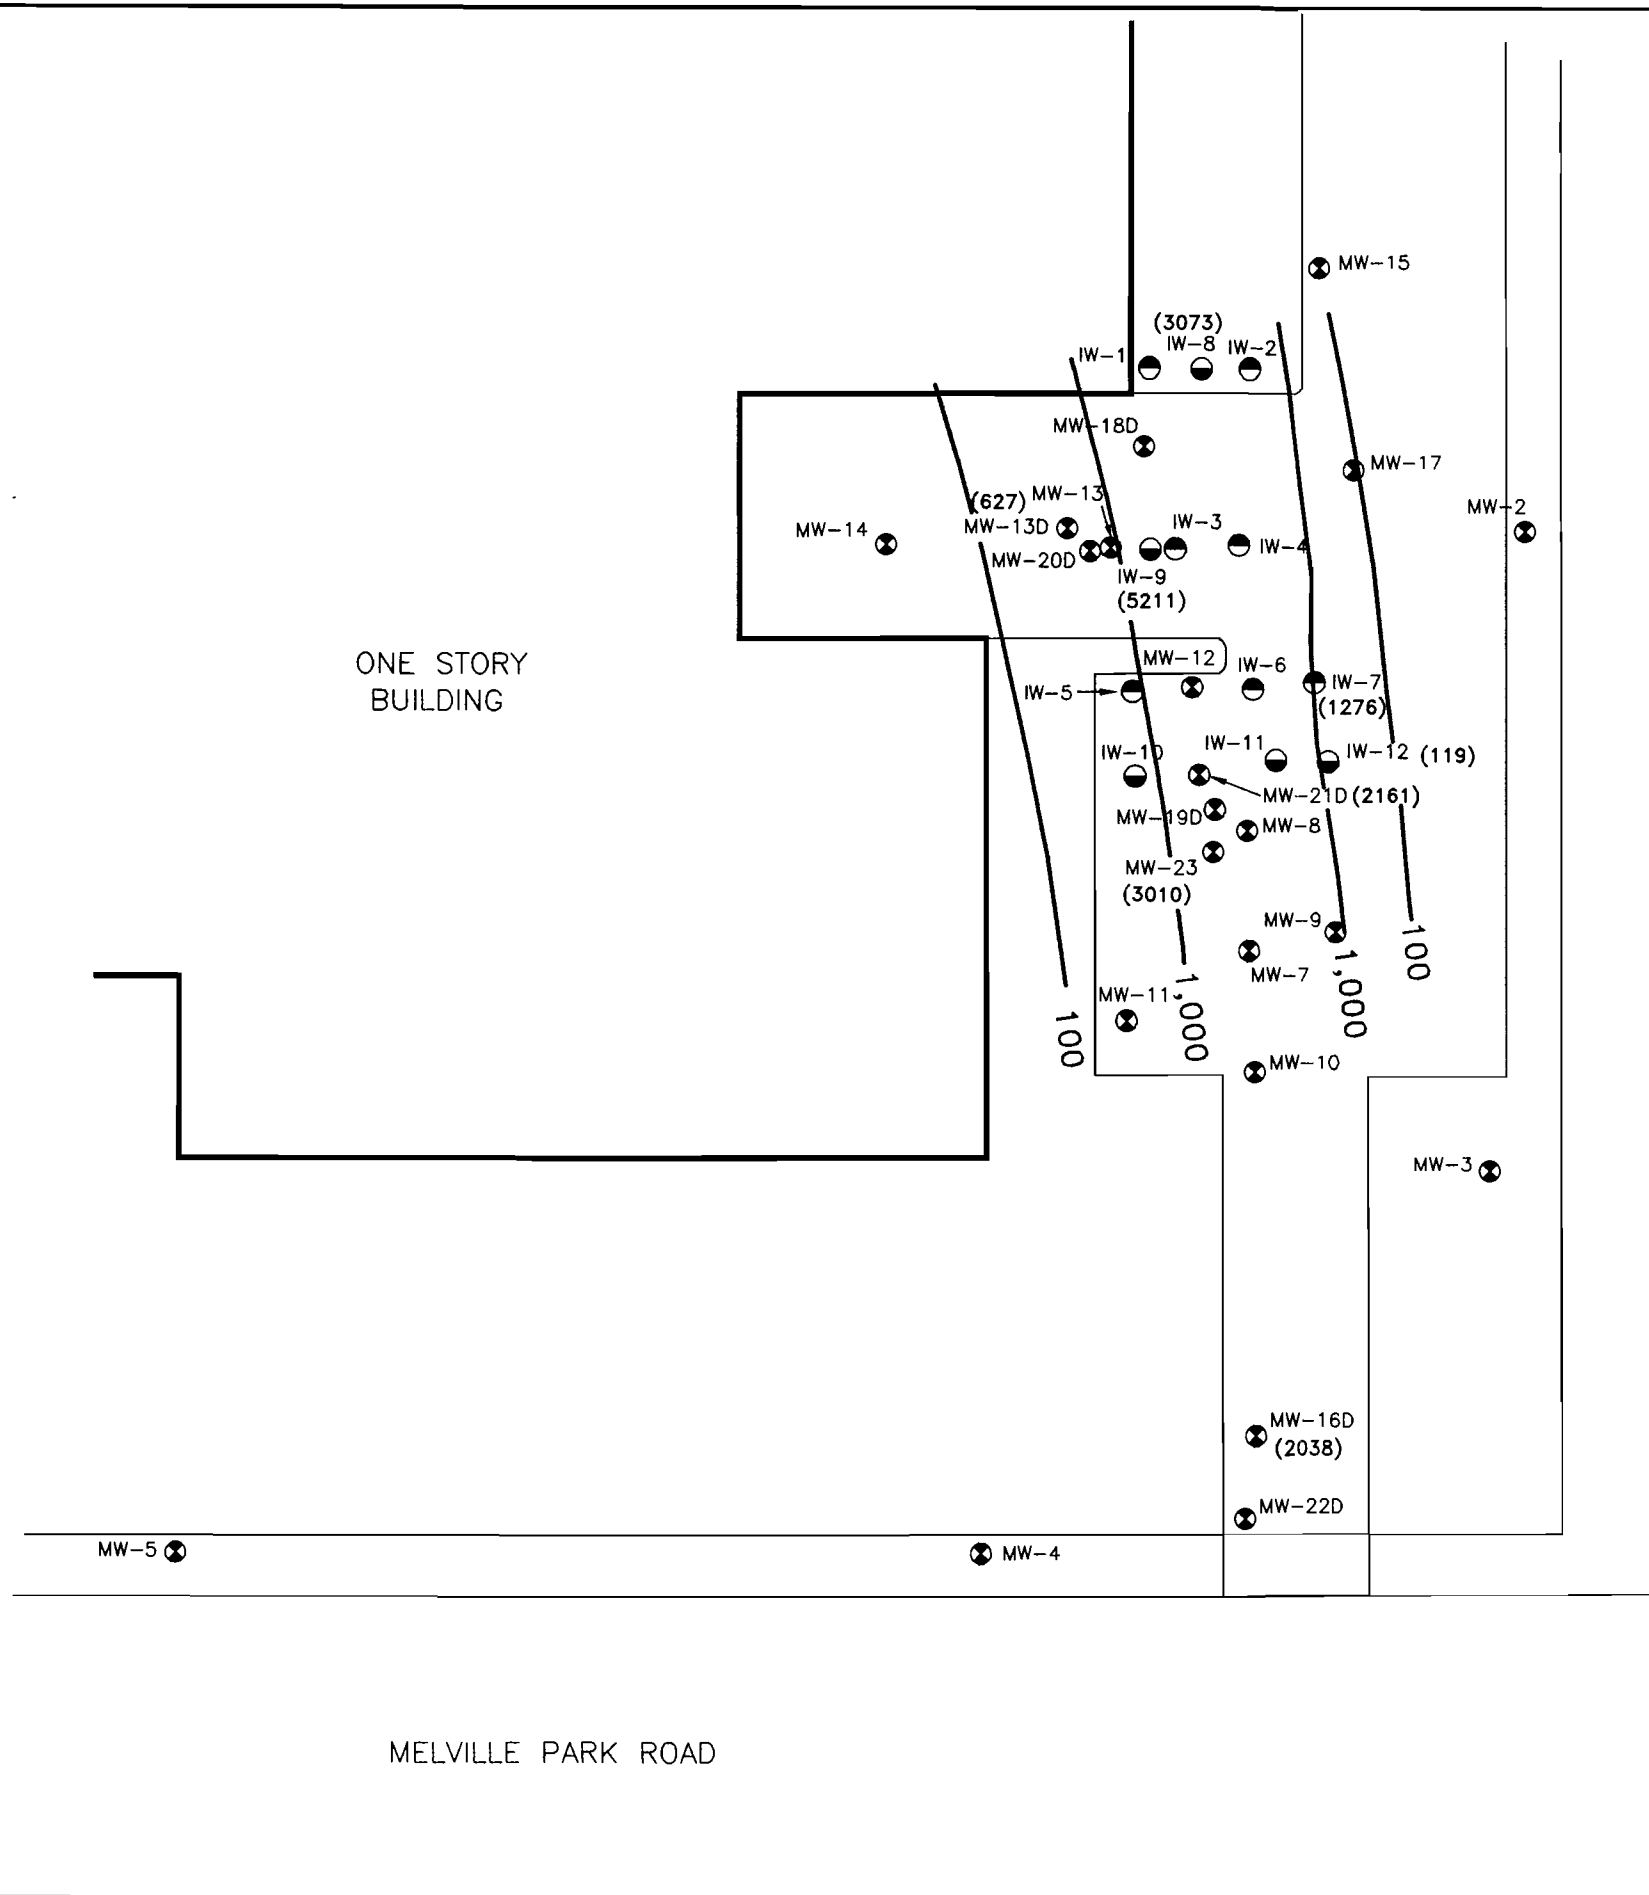 MW-15
(3073)
IW-1
IW-8
IW-2
MW-18D
MW-17
(627)
MW-13
MW-2
MW-14
MW-13D
IW-3
IW-4
MW-20D
IW-9
(5211)
ONE STORY
BUILDING
MW-12
IW-6
IW-5
IW-7
(1276)
IW-10
IW-11
IW-12 (119)
MW-21D (2161)
MW-19D
MW-8
MW-23
(3010)
MW-9
100
MW-7
1,000
MW-11
1,000
100
MW-10
MW-3
MW-16D
(2038)
MW-22D
MW-5
MW-4
MELVILLE PARK ROAD